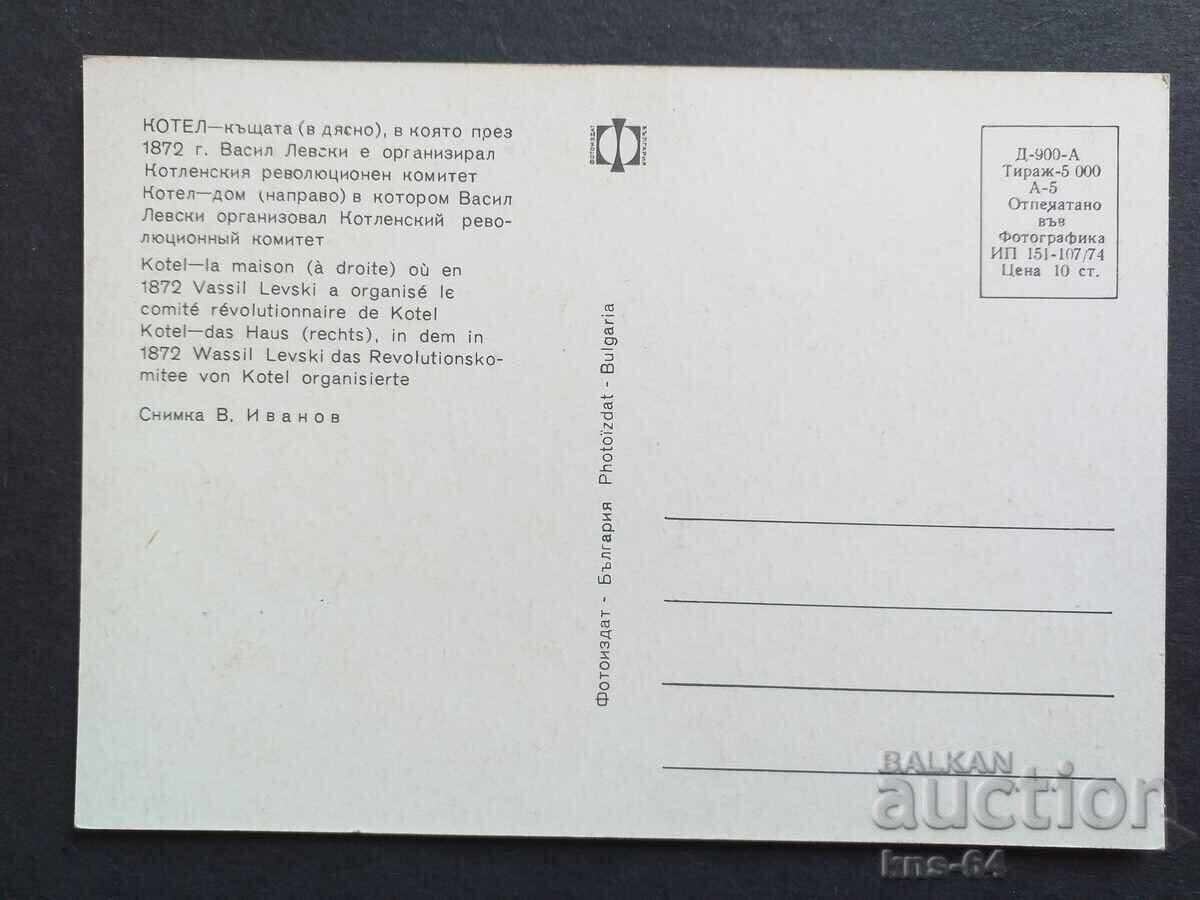 КОТЕЛ—къщата (в дясно), в която през
1872 г. Васил Левски е организирал
Котленския революционен комитет
Котел—дом (направо) в котором Васил
Левски организовал Котленский рево-
люционный комитет
Kotel—la maison (à droite) où en
1872 Vassil Levski a organisé le
comité révolutionnaire de Kotel
Kotel—das Haus (rechts), in dem in
1872 Wassil Levski das Revolutionsko-
mitee von Kotel organisierte
Снимка В. Иванов
ФОТОИЗДАТ
БЪЛГАРИЯ
Фотоиздат - България Photoïzdat - Bulgaria
Д-900-А
Тираж-5 000
А-5
Отпечатано
във
Фотографика
ИП 151-107/74
Цена 10 ст.
BALKAN
auction
kns-64